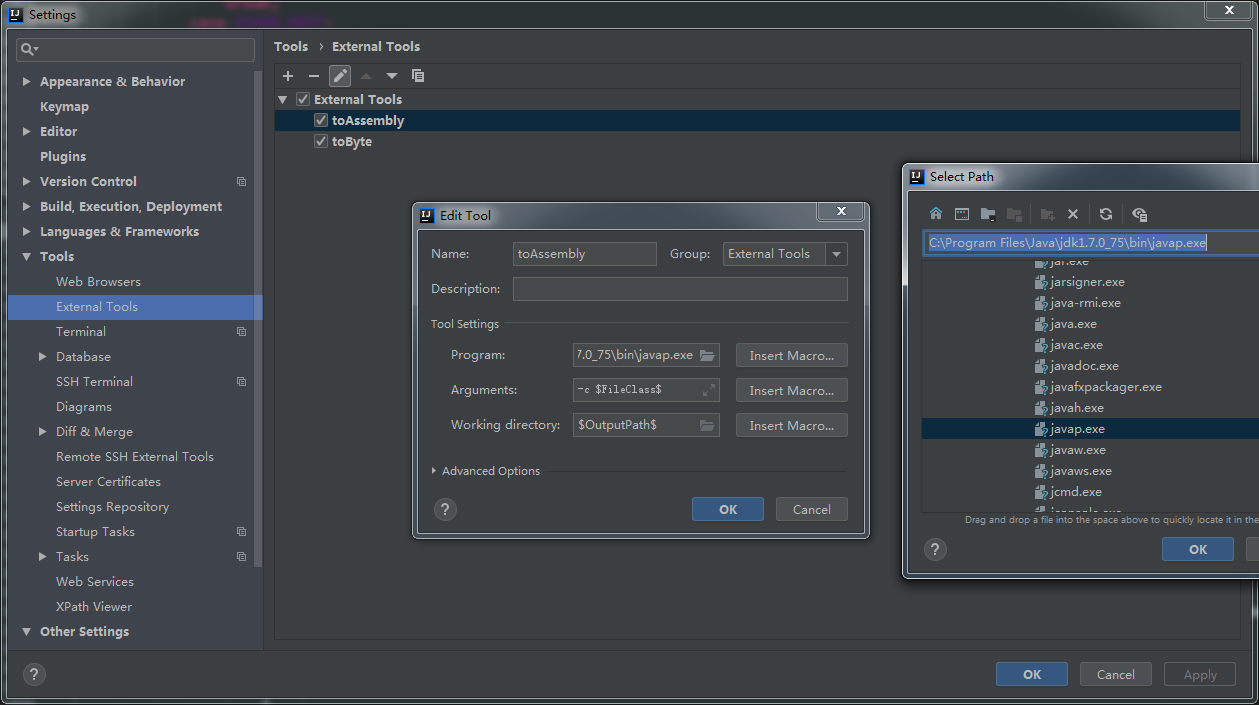 Settings
Appearance & Behavior
Keymap
Editor
Plugins
Version Control
Build, Execution, Deployment
Languages & Frameworks
Tools
Web Browsers
External Tools
Terminal
Database
SSH Terminal
Diagrams
Diff & Merge
Remote SSH External Tools
Server Certificates
Settings Repository
Startup Tasks
Tasks
Web Services
XPath Viewer
Other Settings
Tools › External Tools
External Tools
toAssembly
toByte
Edit Tool
Name: toAssembly Group: External Tools
Description:
Tool Settings
Program: 7.0_75\bin\javap.exe Insert Macro...
Arguments: -c $FileClass$ Insert Macro...
Working directory: $OutputPath$ Insert Macro...
Advanced Options
? OK Cancel
Select Path
C:\Program Files\Java\jdk1.7.0_75\bin\javap.exe
jar.exe
jarsigner.exe
java-rmi.exe
java.exe
javac.exe
javadoc.exe
javafxpackager.exe
javah.exe
javap.exe
javaw.exe
javaws.exe
jcmd.exe
Drag and drop a file into the space above to quickly locate it in the
? OK
? OK Cancel Apply